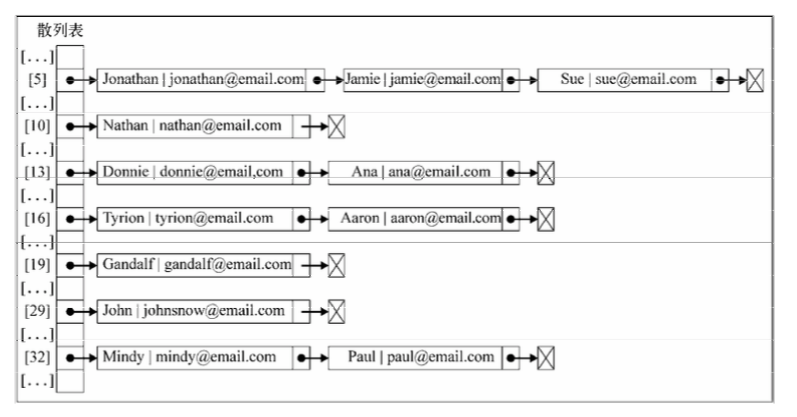 散列表
[...]
[5] Jonathan | jonathan@email.com Jamie | jamie@email.com Sue | sue@email.com
[...]
[10] Nathan | nathan@email.com
[...]
[13] Donnie | donnie@email,com Ana | ana@email.com
[...]
[16] Tyrion | tyrion@email.com Aaron | aaron@email.com
[...]
[19] Gandalf | gandalf@email.com
[...]
[29] John | johnsnow@email.com
[...]
[32] Mindy | mindy@email.com Paul | paul@email.com
[...]